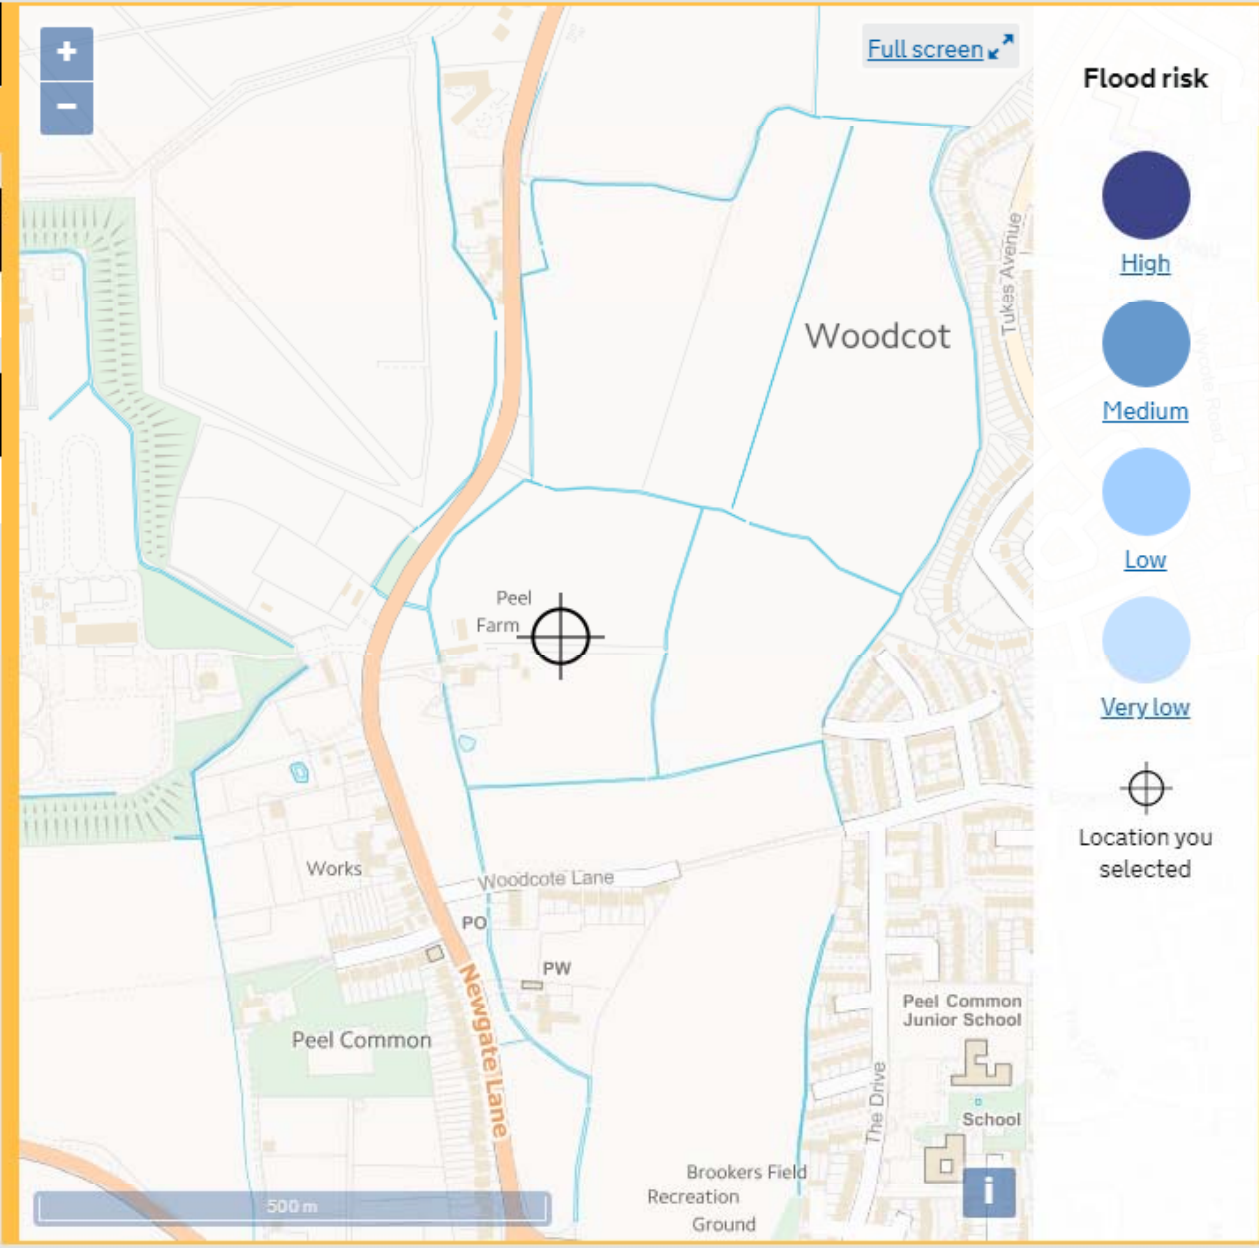 +
−
Full screen
Woodcot
Tukes Avenue
Peel
Farm
Works
Woodcote Lane
PO
PW
Newgate Lane
Peel Common
Peel Common
Junior School
The Drive
School
Brookers Field
Recreation
Ground
500 m
i
Flood risk
High
Medium
Low
Very low
Location you
selected